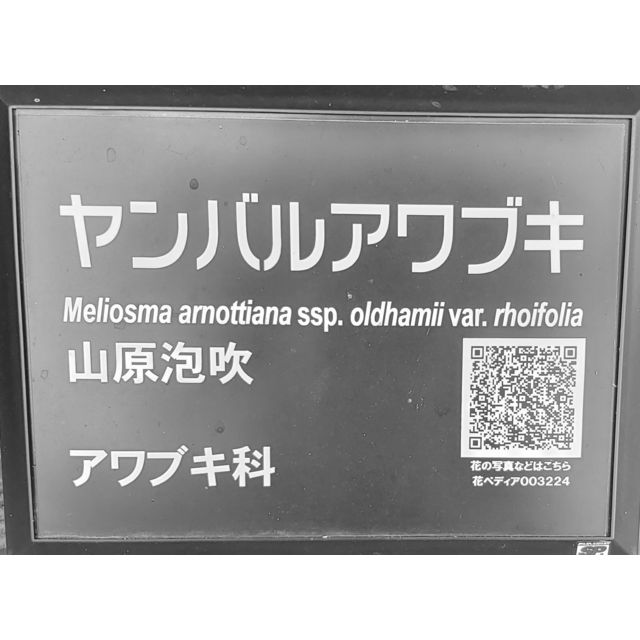 ヤンバルアワブキ
Meliosma arnottiana ssp. oldhamii var. rhoifolia
山原泡吹
アワブキ科
花の写真などはこちら
花ペディア003224